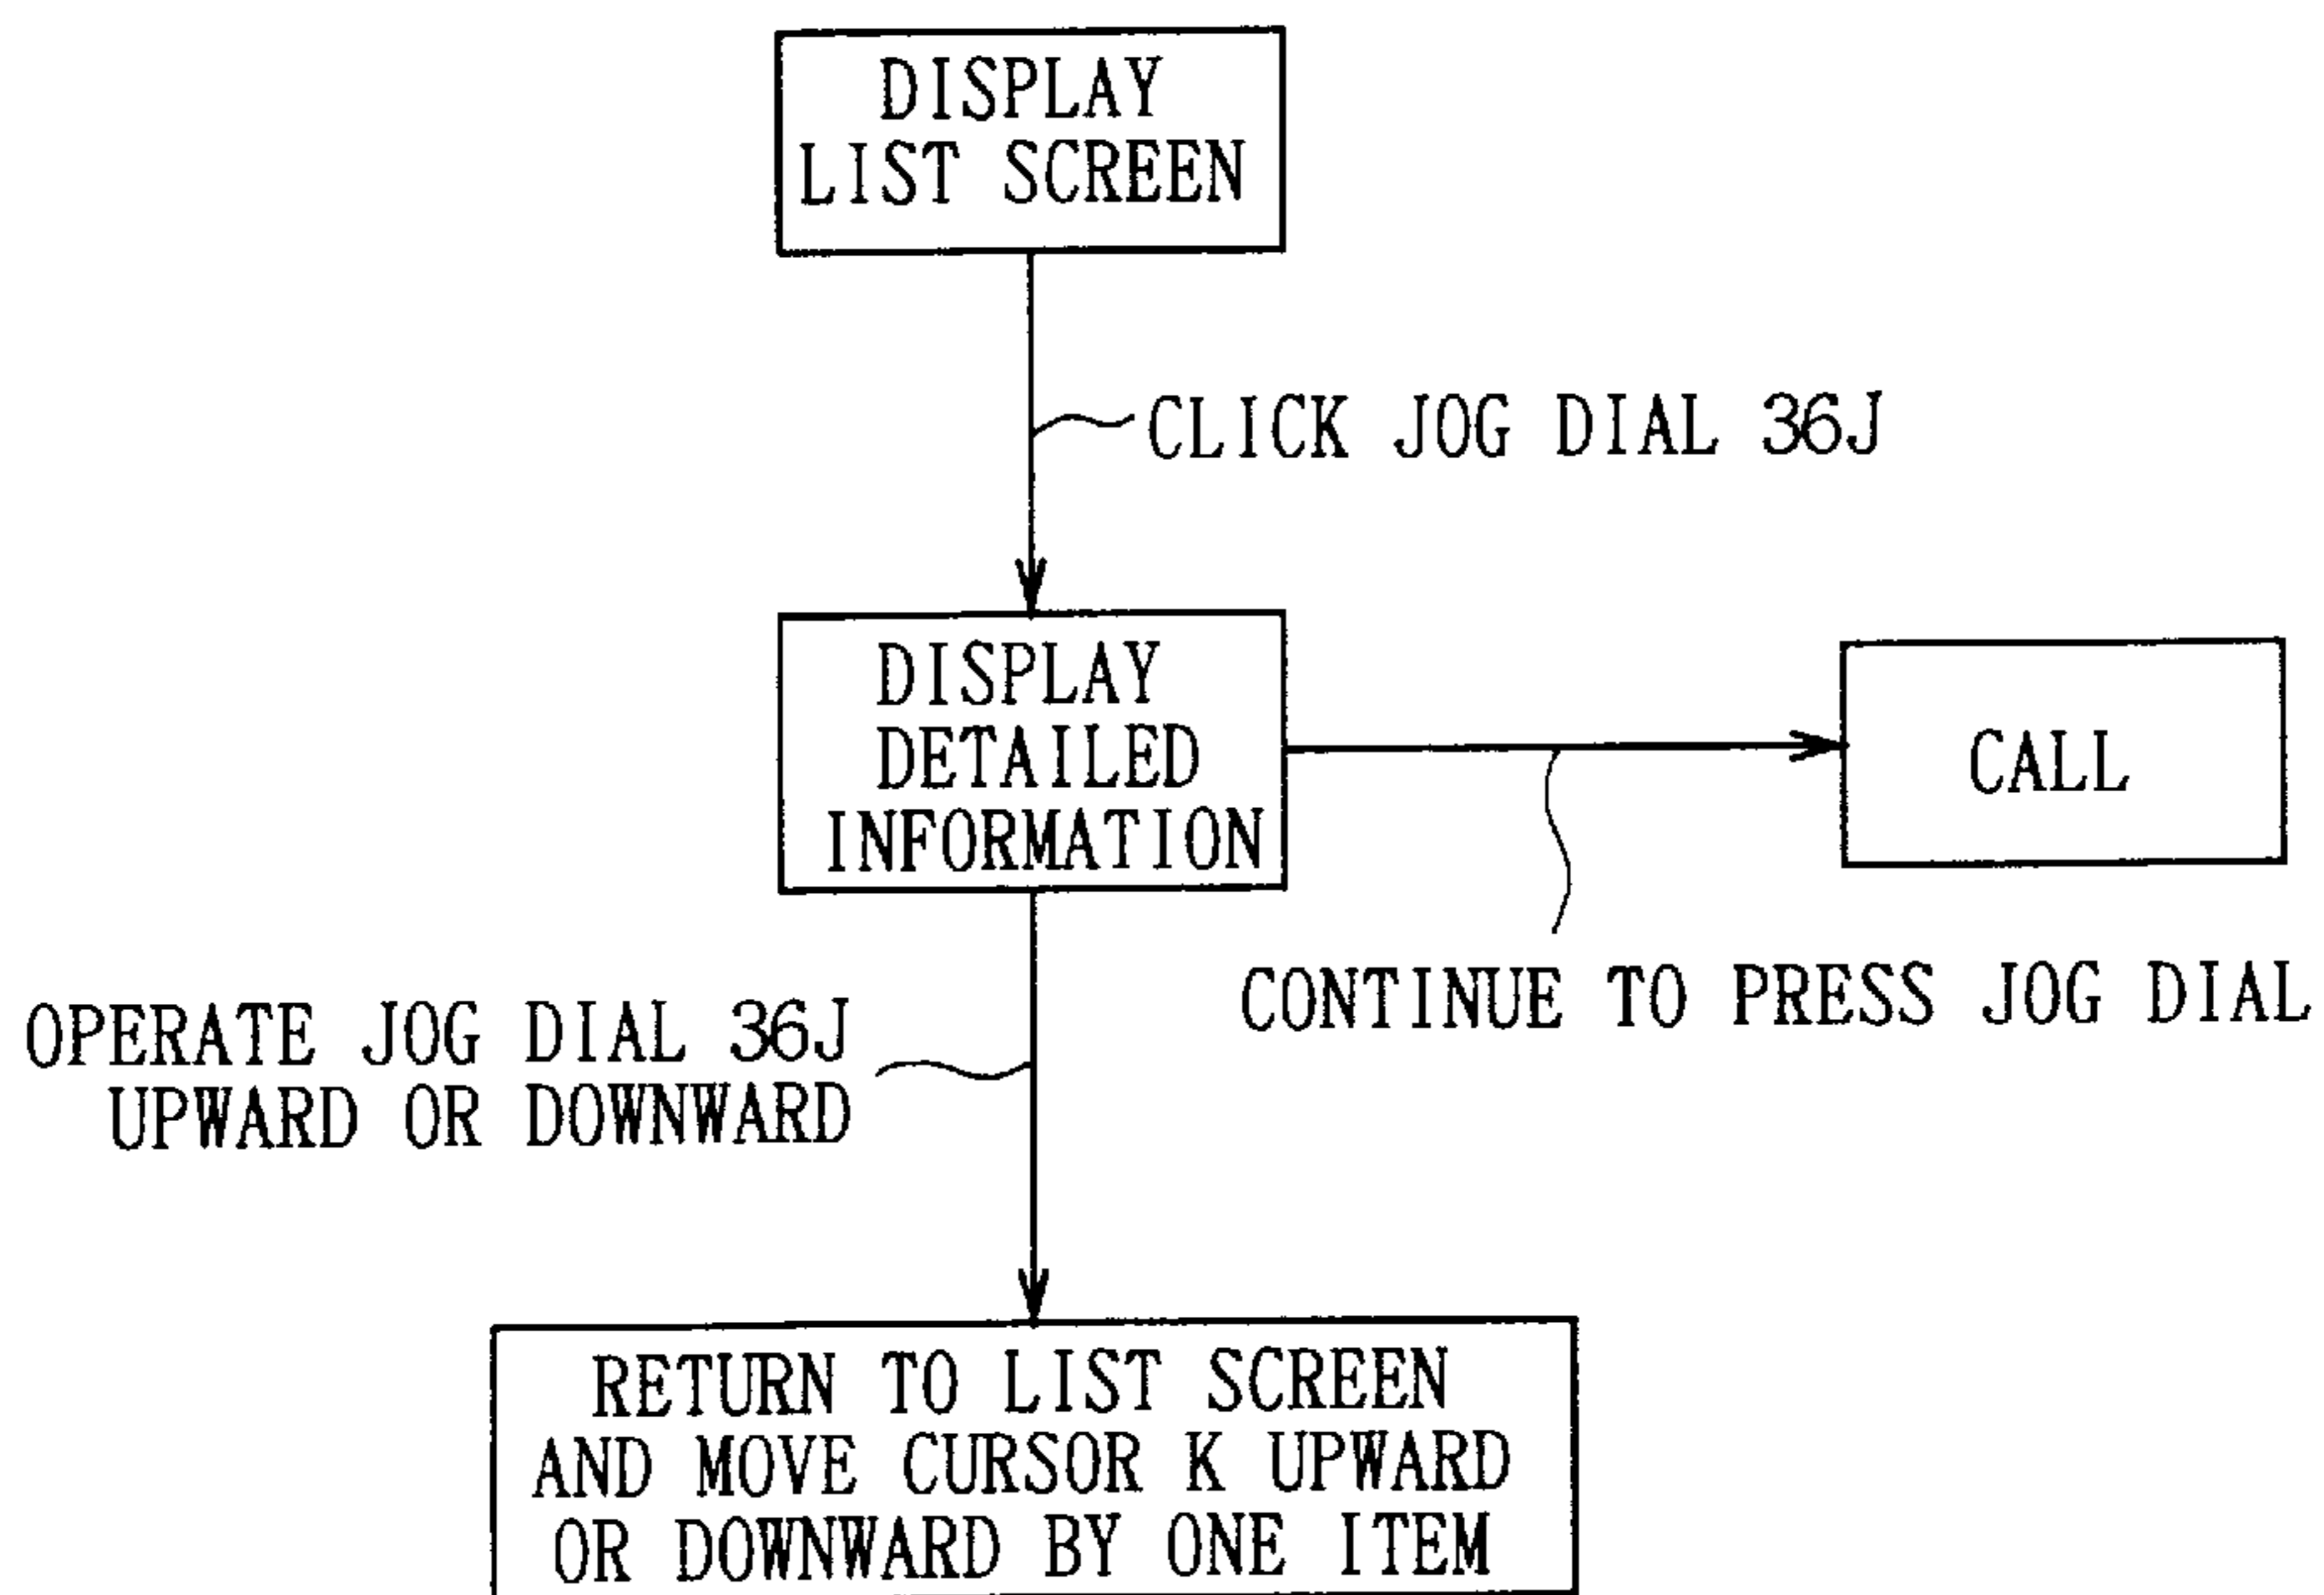 DISPLAY
LIST SCREEN
CLICK JOG DIAL 36J
DISPLAY
DETAILED
INFORMATION
CALL
CONTINUE TO PRESS JOG DIAL
OPERATE JOG DIAL 36J
UPWARD OR DOWNWARD
RETURN TO LIST SCREEN
AND MOVE CURSOR K UPWARD
OR DOWNWARD BY ONE ITEM